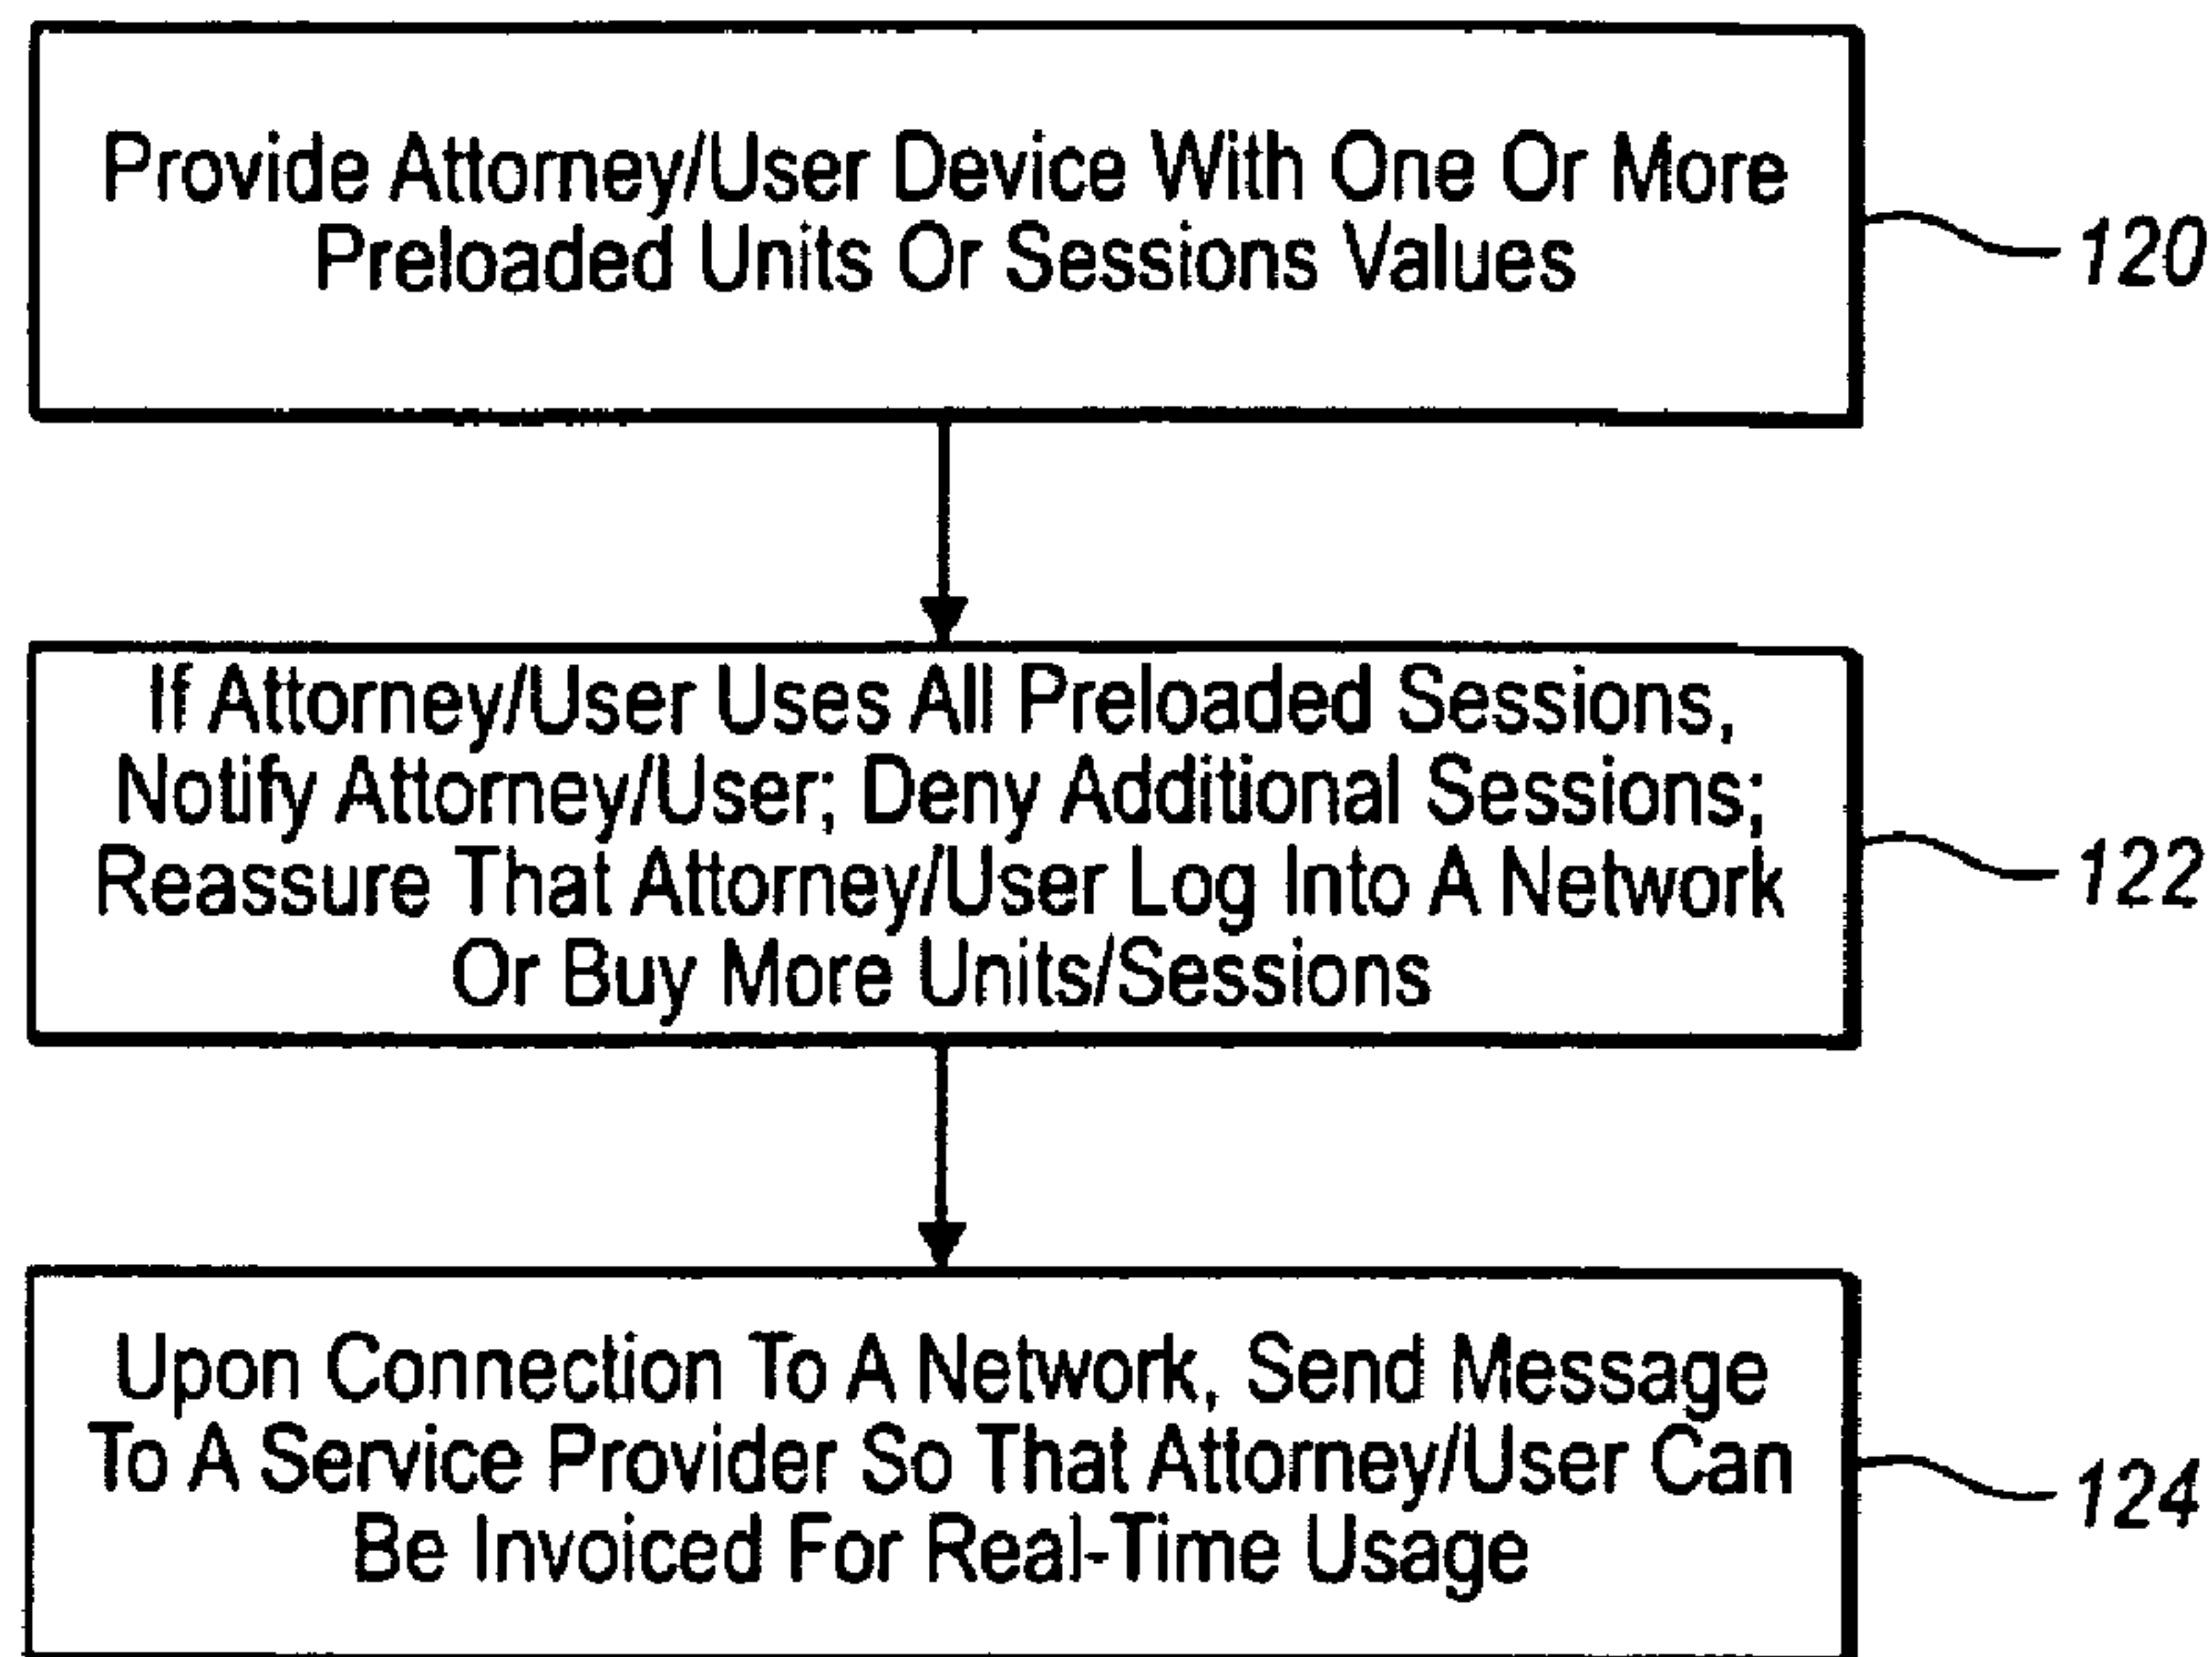 Provide Attorney/User Device With One Or More
Preloaded Units Or Sessions Values
120
If Attorney/User Uses All Preloaded Sessions,
Notify Attorney/User; Deny Additional Sessions;
Reassure That Attorney/User Log Into A Network
Or Buy More Units/Sessions
122
Upon Connection To A Network, Send Message
To A Service Provider So That Attorney/User Can
Be Invoiced For Real-Time Usage
124